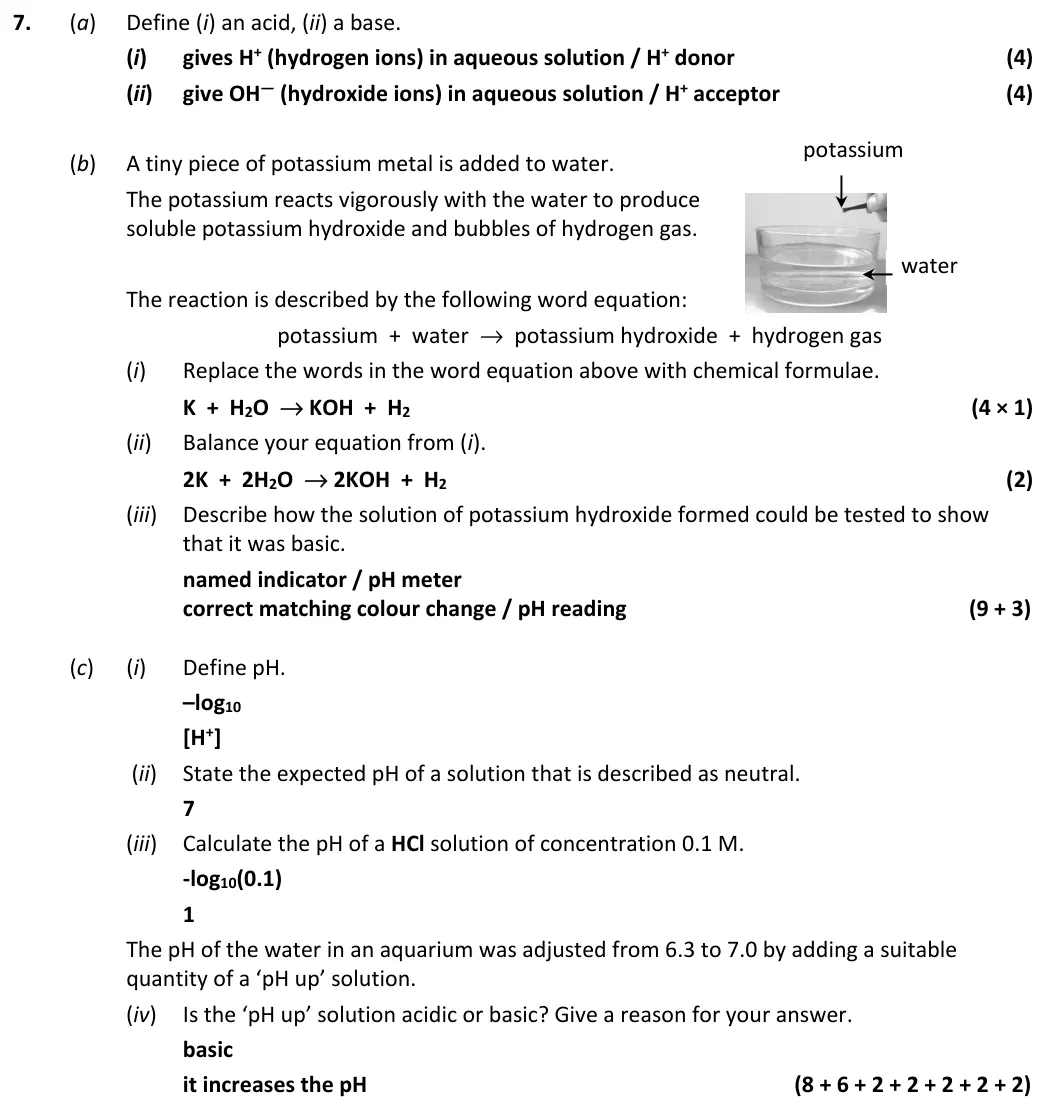 7. (a) Define (i) an acid, (ii) a base.
(i) gives H⁺ (hydrogen ions) in aqueous solution / H⁺ donor (4)
(ii) give OH⁻ (hydroxide ions) in aqueous solution / H⁺ acceptor (4)
(b) A tiny piece of potassium metal is added to water.
potassium
The potassium reacts vigorously with the water to produce
soluble potassium hydroxide and bubbles of hydrogen gas.
water
The reaction is described by the following word equation:
potassium + water → potassium hydroxide + hydrogen gas
(i) Replace the words in the word equation above with chemical formulae.
K + H₂O → KOH + H₂ (4 × 1)
(ii) Balance your equation from (i).
2K + 2H₂O → 2KOH + H₂ (2)
(iii) Describe how the solution of potassium hydroxide formed could be tested to show
that it was basic.
named indicator / pH meter
correct matching colour change / pH reading (9 + 3)
(c) (i) Define pH.
–log₁₀
[H⁺]
(ii) State the expected pH of a solution that is described as neutral.
7
(iii) Calculate the pH of a HCl solution of concentration 0.1 M.
-log₁₀(0.1)
1
The pH of the water in an aquarium was adjusted from 6.3 to 7.0 by adding a suitable
quantity of a ‘pH up’ solution.
(iv) Is the ‘pH up’ solution acidic or basic? Give a reason for your answer.
basic
it increases the pH (8 + 6 + 2 + 2 + 2 + 2 + 2)